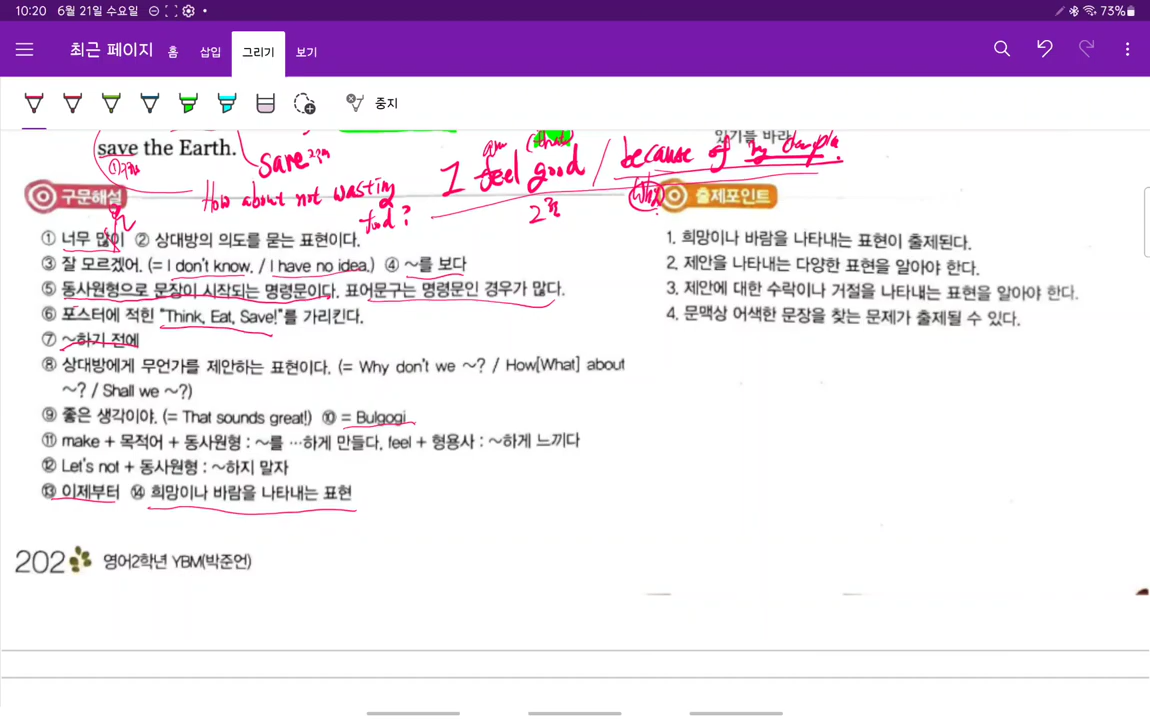 10:20 6월 21일 수요일 73%
최근 페이지 홈 삽입 그리기 보기
중지
있기를 바라
am (that)
save the Earth. save I feel good / because of
How about not wasting food? (why)
구문해설 출제포인트
① 너무 많이 ② 상대방의 의도를 묻는 표현이다.
③ 잘 모르겠어. (= I don't know. / I have no idea.) ④ ~를 보다
⑤ 동사원형으로 문장이 시작되는 명령문이다. 표어문구는 명령문인 경우가 많다.
⑥ 포스터에 적힌 "Think, Eat, Save!"를 가리킨다.
⑦ ~하기 전에
⑧ 상대방에게 무언가를 제안하는 표현이다. (= Why don't we ~? / How[What] about
~? / Shall we ~?)
⑨ 좋은 생각이야. (= That sounds great!) ⑩ = Bulgogi
⑪ make + 목적어 + 동사원형 : ~를 …하게 만들다, feel + 형용사 : ~하게 느끼다
⑫ Let's not + 동사원형 : ~하지 말자
⑬ 이제부터 ⑭ 희망이나 바람을 나타내는 표현
1. 희망이나 바람을 나타내는 표현이 출제된다.
2. 제안을 나타내는 다양한 표현을 알아야 한다.
3. 제안에 대한 수락이나 거절을 나타내는 표현을 알아야 한다.
4. 문맥상 어색한 문장을 찾는 문제가 출제될 수 있다.
202 영어2학년 YBM(박준언)